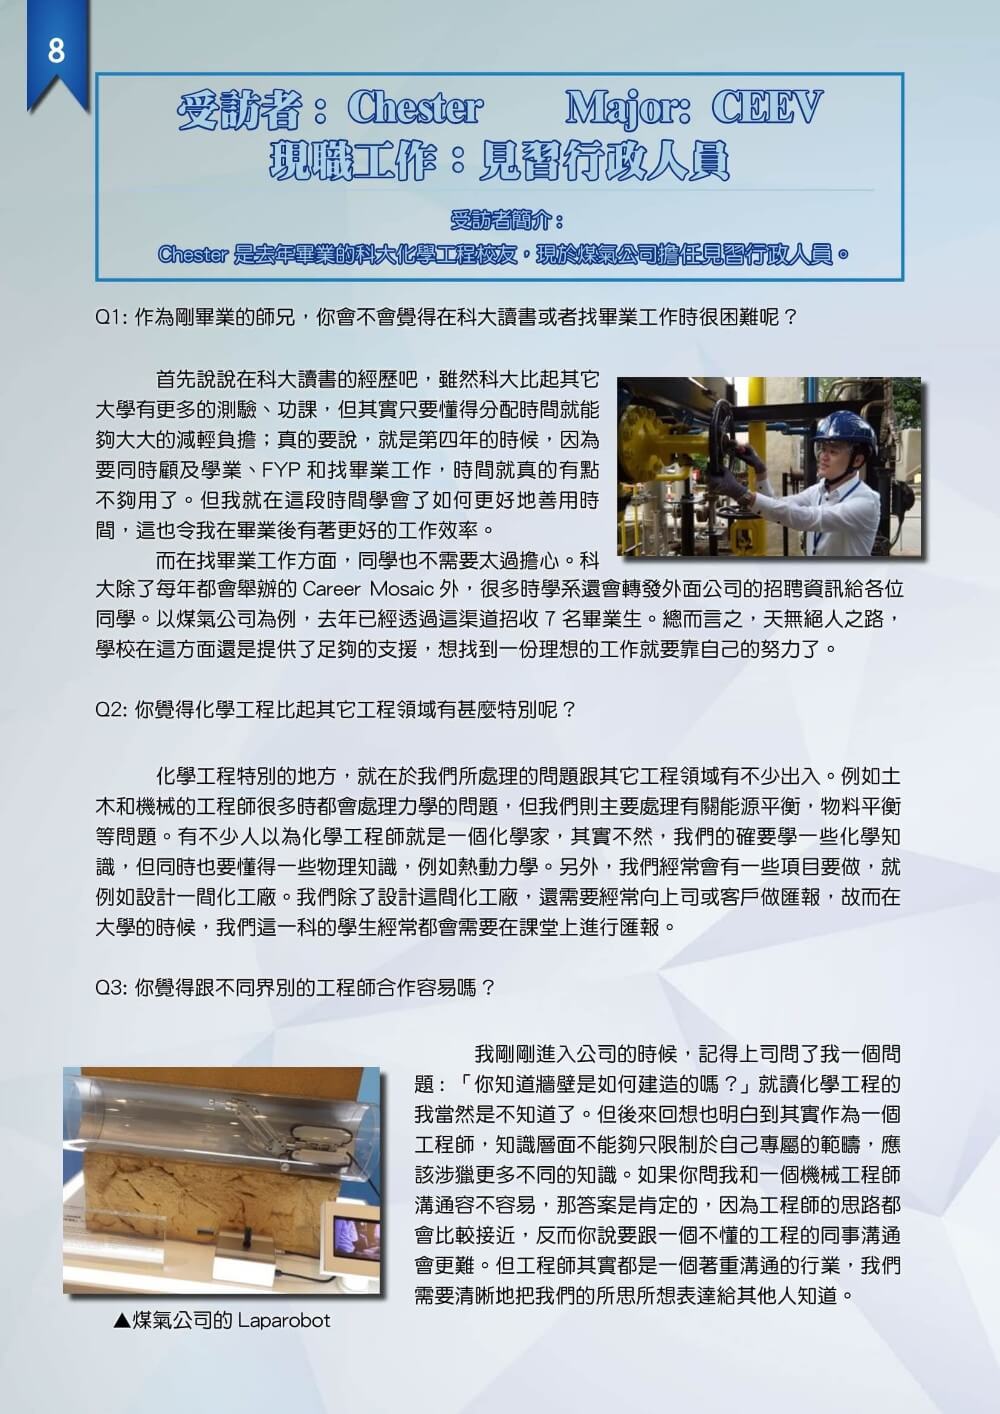 8
受訪者：Chester Major: CEEV
現職工作：見習行政人員
受訪者簡介：
Chester 是去年畢業的科大化學工程校友，現於煤氣公司擔任見習行政人員。
Q1: 作為剛畢業的師兄，你會不會覺得在科大讀書或者找畢業工作時很困難呢？
首先說說在科大讀書的經歷吧，雖然科大比起其它
大學有更多的測驗、功課，但其實只要懂得分配時間就能
夠大大的減輕負擔；真的要說，就是第四年的時候，因為
要同時顧及學業、FYP 和找畢業工作，時間就真的有點
不夠用了。但我就在這段時間學會了如何更好地善用時
間，這也令我在畢業後有著更好的工作效率。
而在找畢業工作方面，同學也不需要太過擔心。科
大除了每年都會舉辦的 Career Mosaic 外，很多時學系還會轉發外面公司的招聘資訊給各位
同學。以煤氣公司為例，去年已經透過這渠道招收 7 名畢業生。總而言之，天無絕人之路，
學校在這方面還是提供了足夠的支援，想找到一份理想的工作就要靠自己的努力了。
Q2: 你覺得化學工程比起其它工程領域有甚麼特別呢？
化學工程特別的地方，就在於我們所處理的問題跟其它工程領域有不少出入。例如土
木和機械的工程師很多時都會處理力學的問題，但我們則主要處理有關能源平衡，物料平衡
等問題。有不少人以為化學工程師就是一個化學家，其實不然，我們的確要學一些化學知
識，但同時也要懂得一些物理知識，例如熱動力學。另外，我們經常會有一些項目要做，就
例如設計一間化工廠。我們除了設計這間化工廠，還需要經常向上司或客戶做匯報，故而在
大學的時候，我們這一科的學生經常都會需要在課堂上進行匯報。
Q3: 你覺得跟不同界別的工程師合作容易嗎？
我剛剛進入公司的時候，記得上司問了我一個問
題：「你知道牆壁是如何建造的嗎？」就讀化學工程的
我當然是不知道了。但後來回想也明白到其實作為一個
工程師，知識層面不能夠只限制於自己專屬的範疇，應
該涉獵更多不同的知識。如果你問我和一個機械工程師
溝通容不容易，那答案是肯定的，因為工程師的思路都
會比較接近，反而你說要跟一個不懂的工程的同事溝通
會更難。但工程師其實都是一個著重溝通的行業，我們
需要清晰地把我們的所思所想表達給其他人知道。
▲煤氣公司的 Laparobot